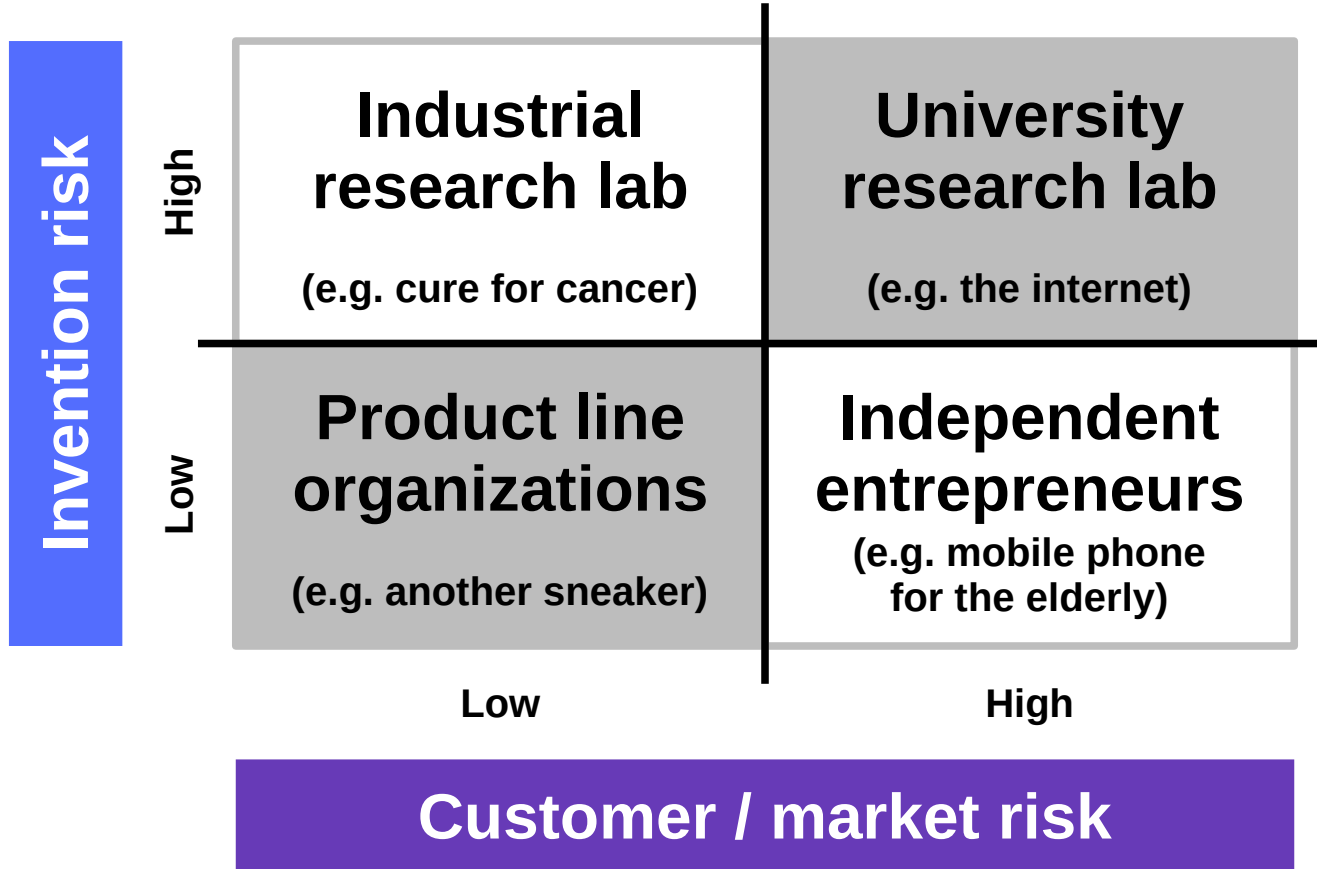 Invention risk
High
Low
Industrial
research lab
(e.g. cure for cancer)
University
research lab
(e.g. the internet)
Product line
organizations
(e.g. another sneaker)
Independent
entrepreneurs
(e.g. mobile phone
for the elderly)
Low
High
Customer / market risk